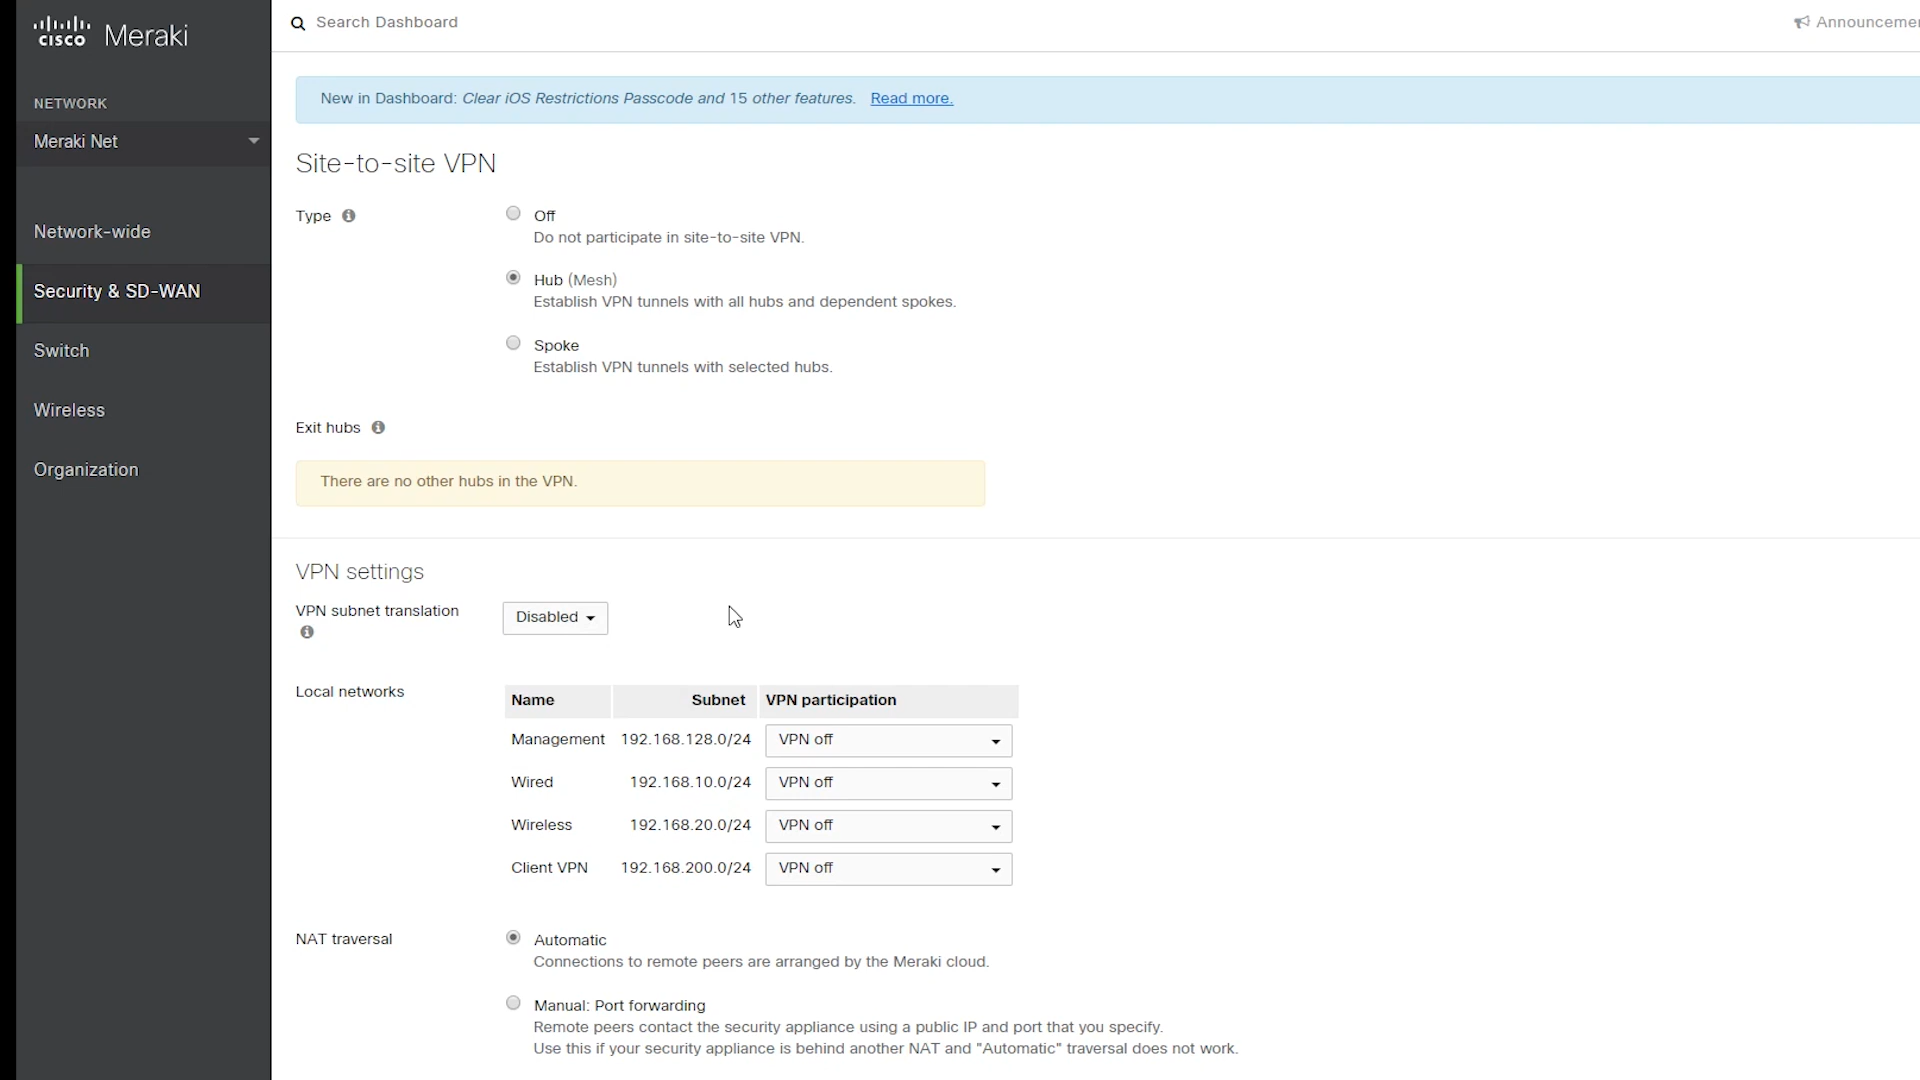 cisco Meraki
Search Dashboard
Announcemen
NETWORK
Meraki Net
Network-wide
Security & SD-WAN
Switch
Wireless
Organization
New in Dashboard: Clear iOS Restrictions Passcode and 15 other features. Read more.
Site-to-site VPN
Type
Off
Do not participate in site-to-site VPN.
Hub (Mesh)
Establish VPN tunnels with all hubs and dependent spokes.
Spoke
Establish VPN tunnels with selected hubs.
Exit hubs
There are no other hubs in the VPN.
VPN settings
VPN subnet translation
Disabled
Local networks
Name Subnet VPN participation
Management 192.168.128.0/24 VPN off
Wired 192.168.10.0/24 VPN off
Wireless 192.168.20.0/24 VPN off
Client VPN 192.168.200.0/24 VPN off
NAT traversal
Automatic
Connections to remote peers are arranged by the Meraki cloud.
Manual: Port forwarding
Remote peers contact the security appliance using a public IP and port that you specify.
Use this if your security appliance is behind another NAT and "Automatic" traversal does not work.